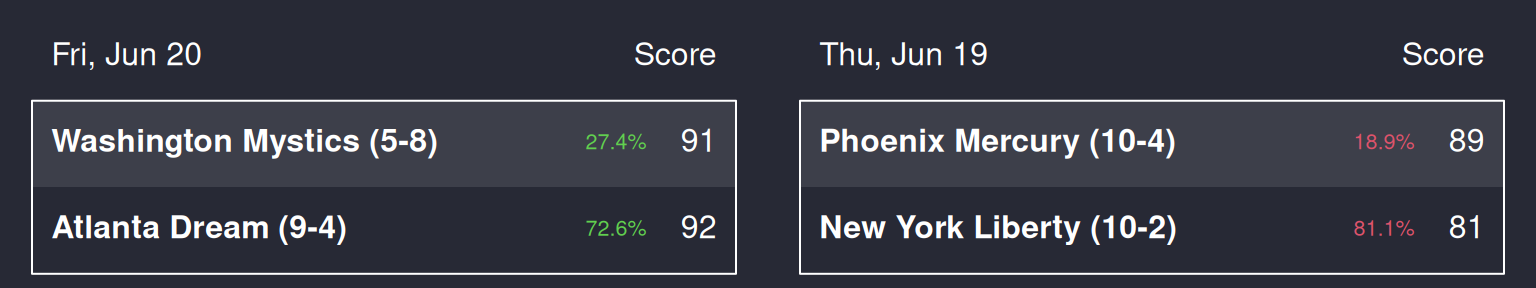 Fri, Jun 20 Score
Washington Mystics (5-8) 27.4% 91
Atlanta Dream (9-4) 72.6% 92
Thu, Jun 19 Score
Phoenix Mercury (10-4) 18.9% 89
New York Liberty (10-2) 81.1% 81